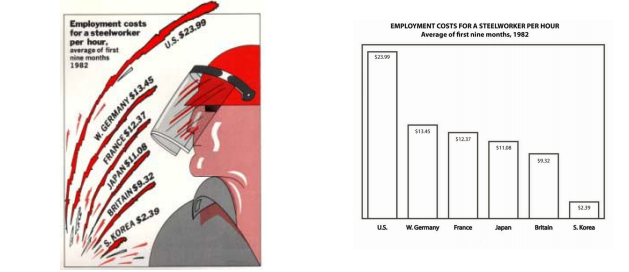 Employment costs
for a steelworker
per hour,
average of first
nine months
1982
U.S. $23.99
W. GERMANY $13.45
FRANCE $12.37
JAPAN $11.08
BRITAIN $9.32
S. KOREA $2.39
EMPLOYMENT COSTS FOR A STEELWORKER PER HOUR
Average of first nine months, 1982
$23.99
$13.45
$12.37
$11.08
$9.32
$2.39
U.S. W. Germany France Japan Britain S. Korea